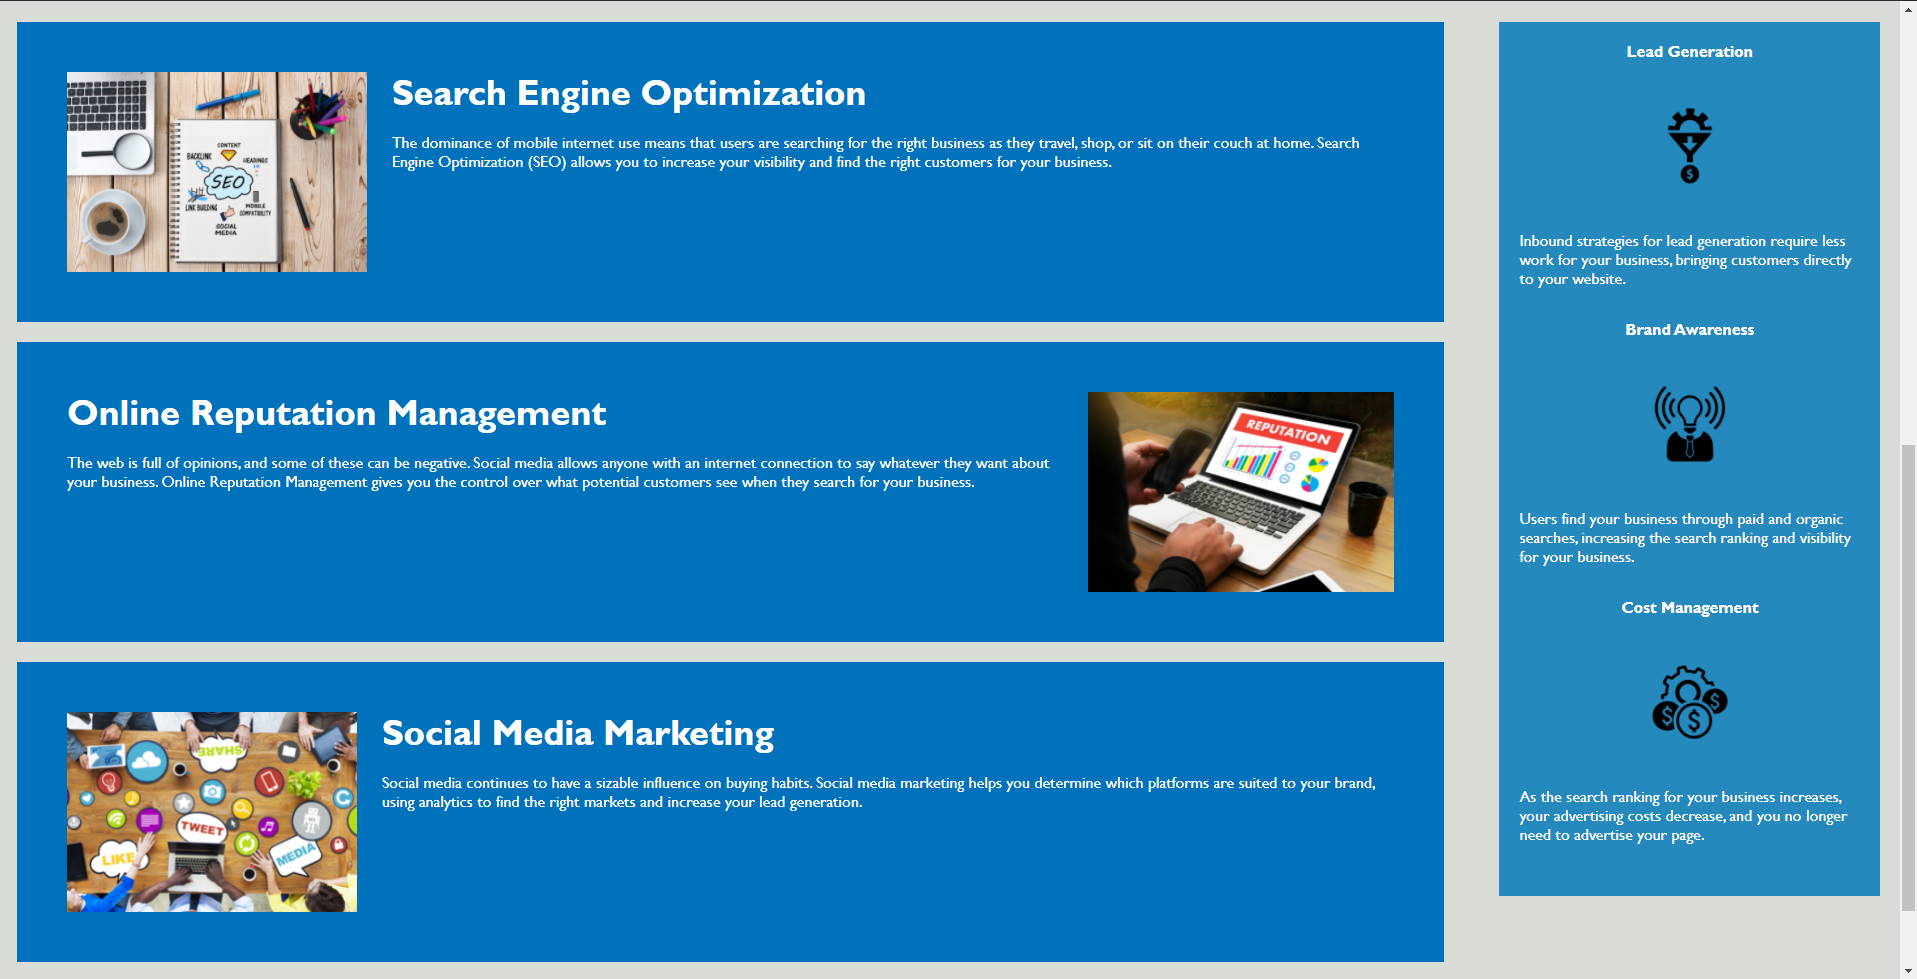 Search Engine Optimization
The dominance of mobile internet use means that users are searching for the right business as they travel, shop, or sit on their couch at home. Search
Engine Optimization (SEO) allows you to increase your visibility and find the right customers for your business.
CONTENT
BACKLINK
HEADINGS
SEO
LINK BUILDING
MOBILE
COMPATIBILITY
SOCIAL
MEDIA
Online Reputation Management
The web is full of opinions, and some of these can be negative. Social media allows anyone with an internet connection to say whatever they want about
your business. Online Reputation Management gives you the control over what potential customers see when they search for your business.
REPUTATION
Social Media Marketing
Social media continues to have a sizable influence on buying habits. Social media marketing helps you determine which platforms are suited to your brand,
using analytics to find the right markets and increase your lead generation.
SHARE
TWEET
LIKE
MEDIA
Lead Generation
$
Inbound strategies for lead generation require less
work for your business, bringing customers directly
to your website.
Brand Awareness
Users find your business through paid and organic
searches, increasing the search ranking and visibility
for your business.
Cost Management
$ $ $
As the search ranking for your business increases,
your advertising costs decrease, and you no longer
need to advertise your page.